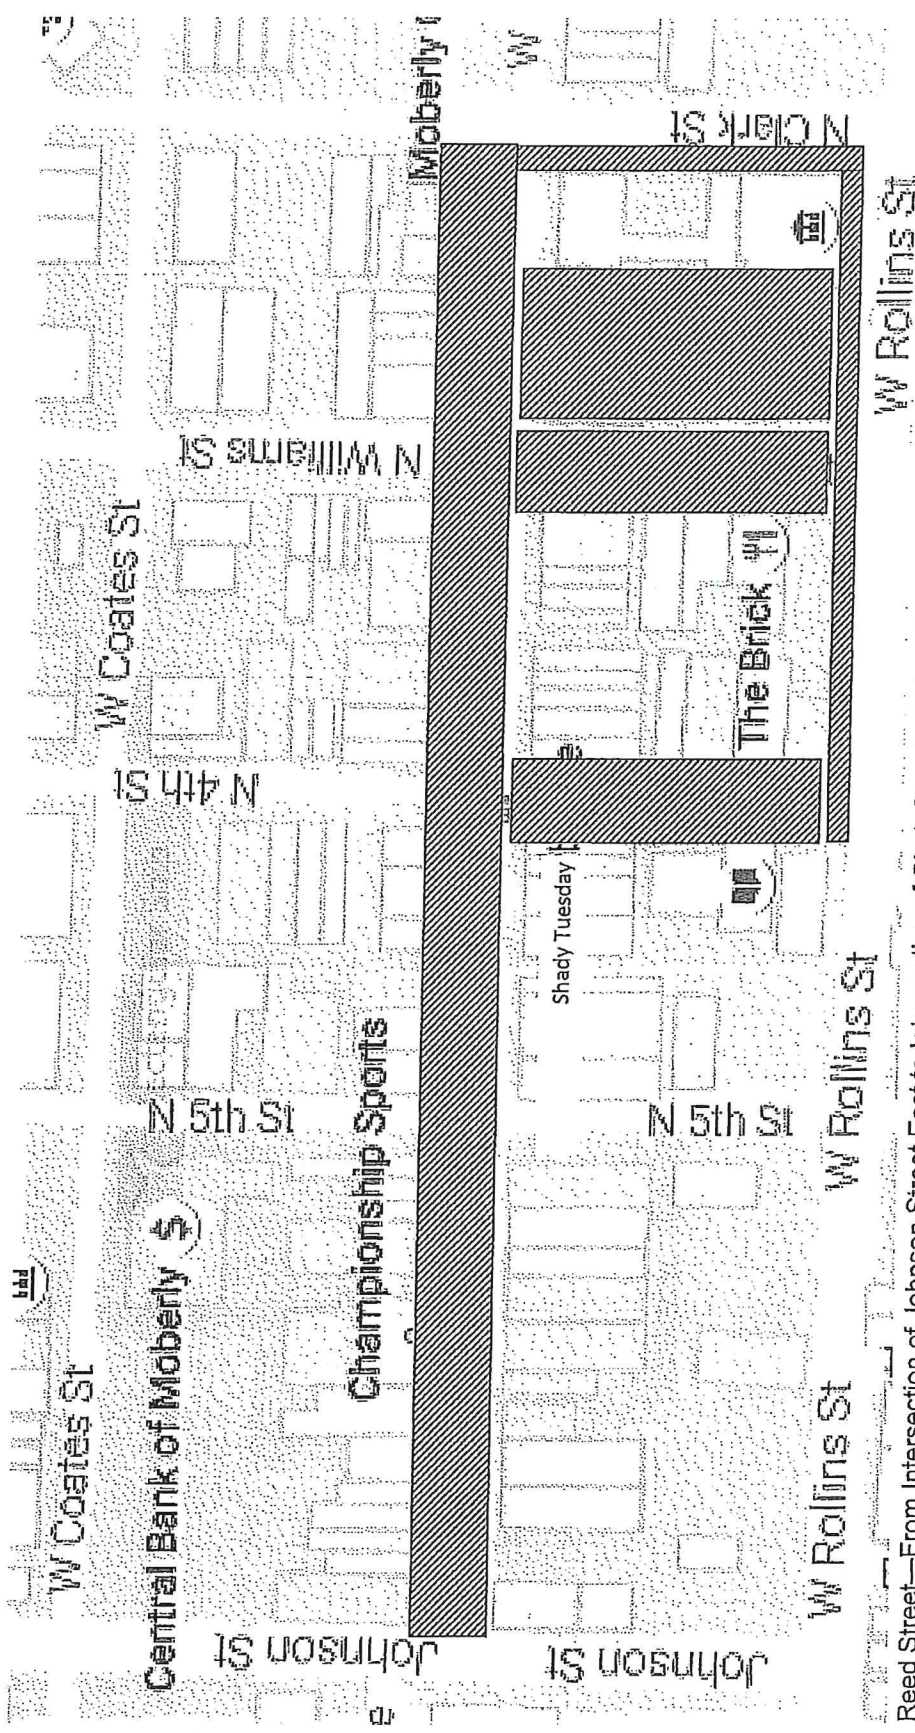 W Coates St
W Coates St
Central Bank of Moberly
N 5th St
N 4th St
N Williams St
Championship Sports
Moberly
W
Johnson St
Johnson St
Shady Tuesday
The Brick
N Clark St
N 5th St
W Rollins St
W Rollins St
W Rollins St
Reed Street—From Intersection of Johnson Street East to